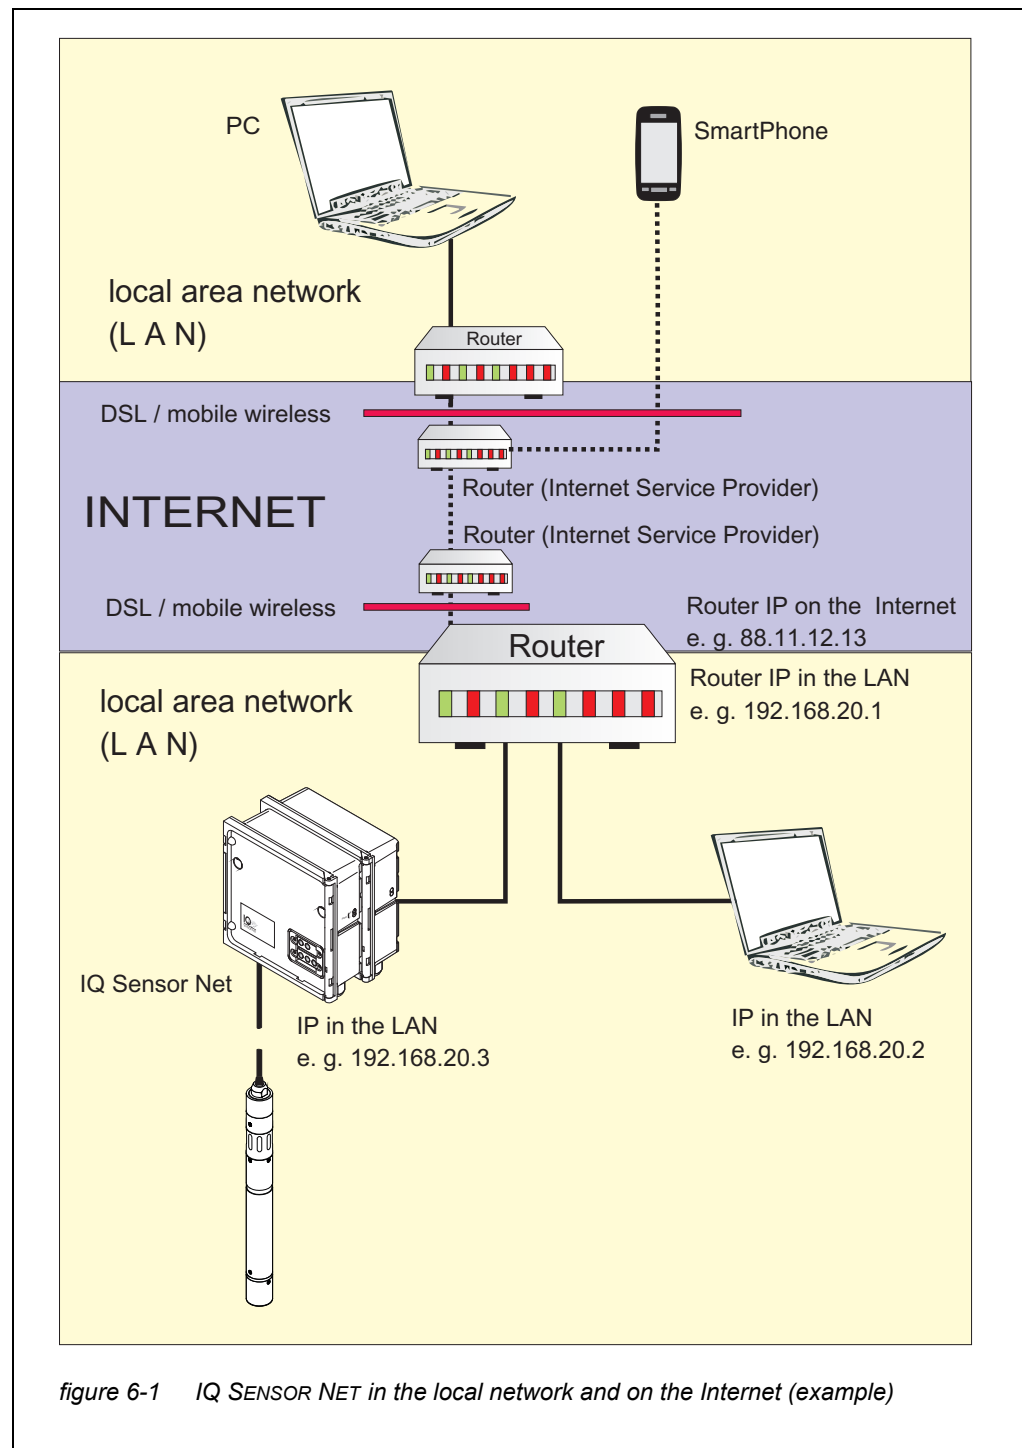 PC
SmartPhone
local area network
(L A N)
Router
DSL / mobile wireless
Router (Internet Service Provider)
INTERNET
Router (Internet Service Provider)
DSL / mobile wireless
Router IP on the Internet
e. g. 88.11.12.13
Router
Router IP in the LAN
e. g. 192.168.20.1
local area network
(L A N)
IQ Sensor Net
IP in the LAN
e. g. 192.168.20.3
IP in the LAN
e. g. 192.168.20.2
figure 6-1 IQ SENSOR NET in the local network and on the Internet (example)